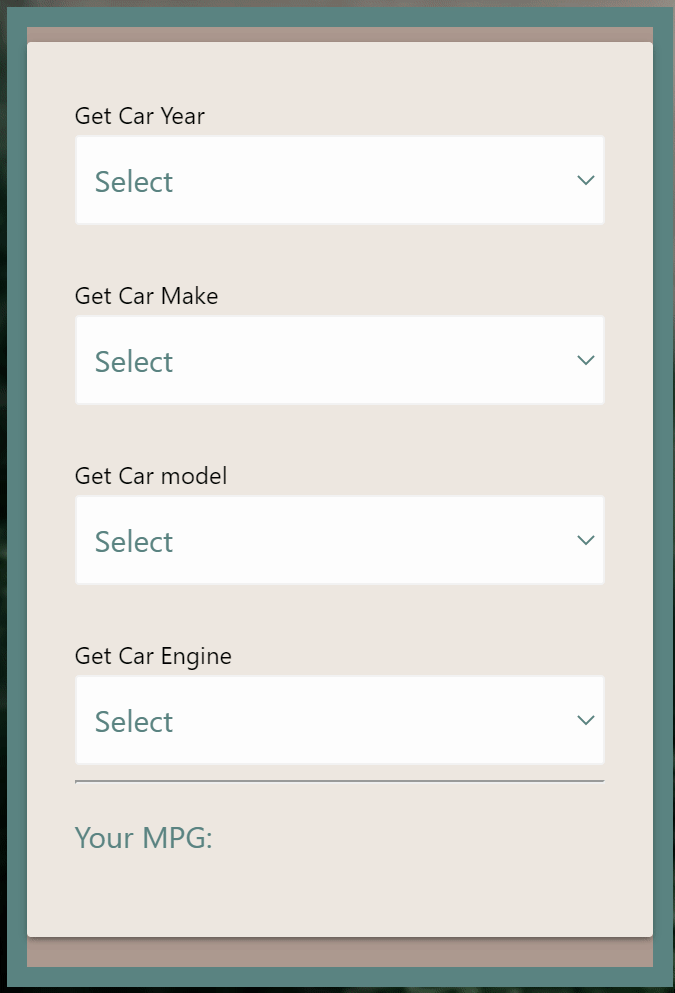 Get Car Year
Select
Get Car Make
Select
Get Car model
Select
Get Car Engine
Select
Your MPG: